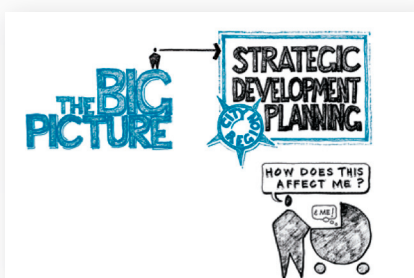 THE BIG
PICTURE
STRATEGIC
DEVELOPMENT
PLANNING
CITY REGION
HOW DOES THIS
AFFECT ME?
& ME!